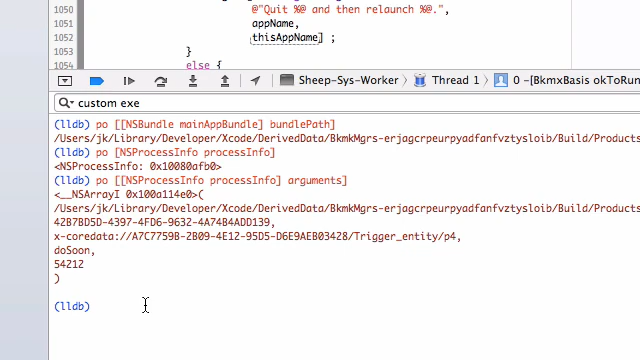 1050 @"Quit %@ and then relaunch %@.",
1051 appName,
1052 thisAppName] ;
1053 }
1054 else {
Sheep-Sys-Worker Thread 1 0 -[BkmxBasis okToRun
custom exe
(lldb) po [[NSBundle mainAppBundle] bundlePath]
/Users/jk/Library/Developer/Xcode/DerivedData/BkmkMgrs-erjagcrpeurpyadfanfvztysloib/Build/Products
(lldb) po [NSProcessInfo processInfo]
<NSProcessInfo: 0x10080afb0>
(lldb) po [[NSProcessInfo processInfo] arguments]
<__NSArrayI 0x100a114e0>(
/Users/jk/Library/Developer/Xcode/DerivedData/BkmkMgrs-erjagcrpeurpyadfanfvztysloib/Build/Products
42B7BD5D-4397-4FD6-9632-4A74B4ADD139,
x-coredata://A7C7759B-2B09-4E12-95D5-D6E9AEB03428/Trigger_entity/p4,
doSoon,
54212
)
(lldb)